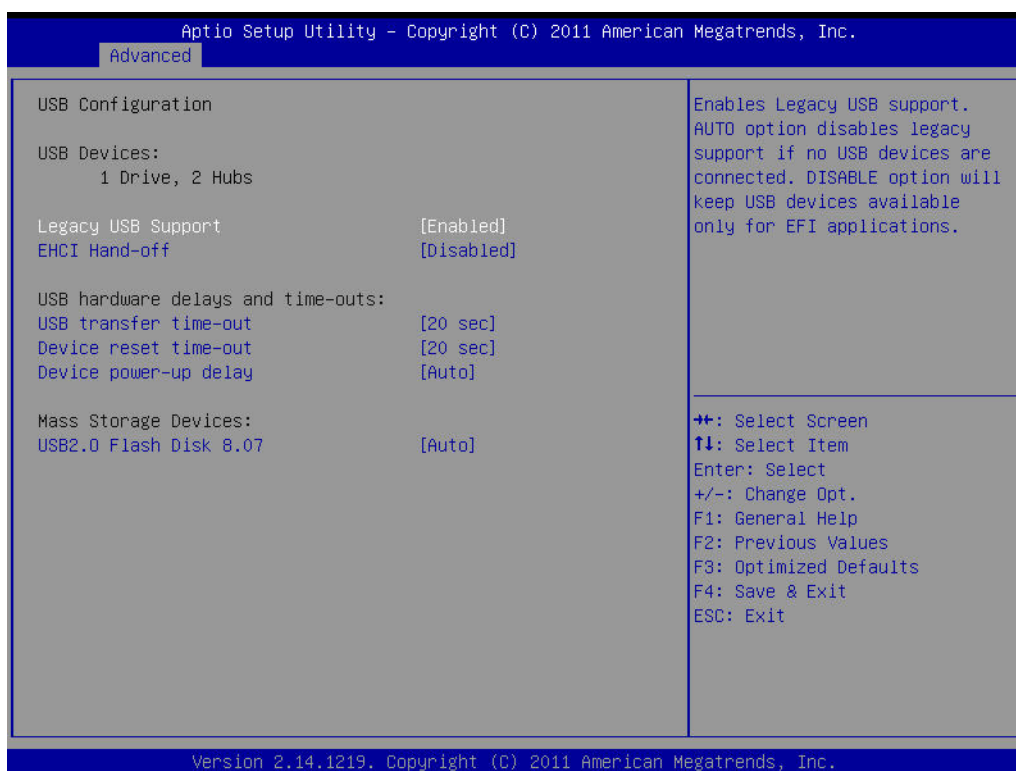 Aptio Setup Utility – Copyright (C) 2011 American Megatrends, Inc.
Advanced
USB Configuration
USB Devices:
1 Drive, 2 Hubs
Legacy USB Support [Enabled]
EHCI Hand-off [Disabled]
USB hardware delays and time-outs:
USB transfer time-out [20 sec]
Device reset time-out [20 sec]
Device power-up delay [Auto]
Mass Storage Devices:
USB2.0 Flash Disk 8.07 [Auto]
Enables Legacy USB support.
AUTO option disables legacy
support if no USB devices are
connected. DISABLE option will
keep USB devices available
only for EFI applications.
→←: Select Screen
↑↓: Select Item
Enter: Select
+/-: Change Opt.
F1: General Help
F2: Previous Values
F3: Optimized Defaults
F4: Save & Exit
ESC: Exit
Version 2.14.1219. Copyright (C) 2011 American Megatrends, Inc.